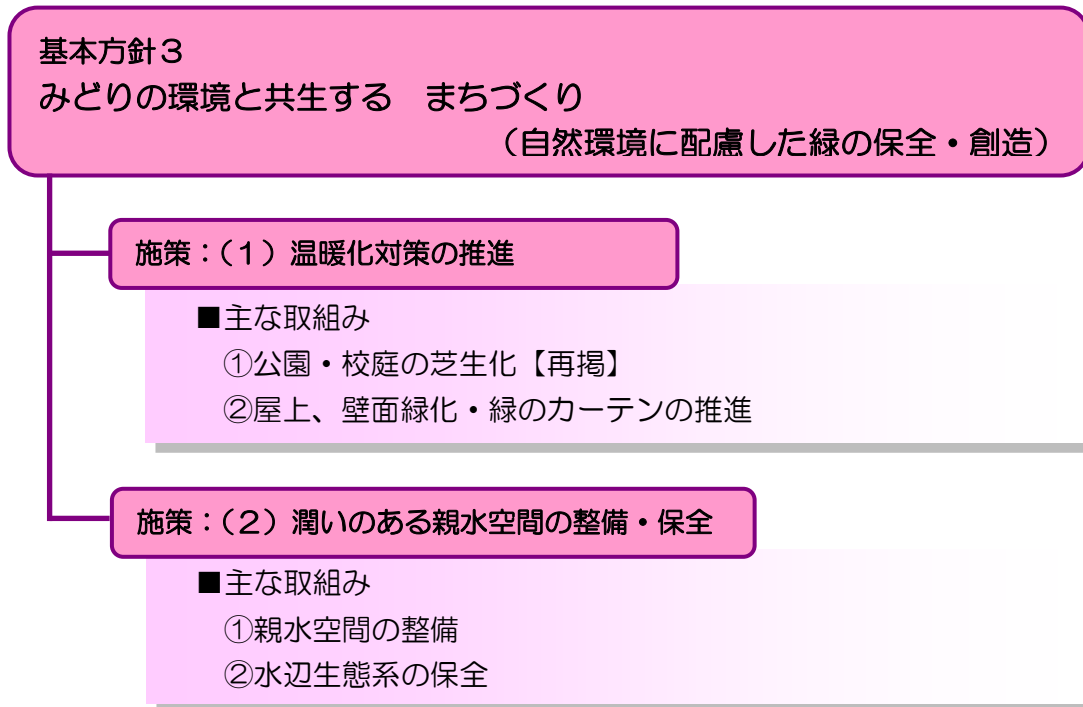 基本方針３
みどりの環境と共生する　まちづくり
（自然環境に配慮した緑の保全・創造）
施策：（１）温暖化対策の推進
■主な取組み
①公園・校庭の芝生化【再掲】
②屋上、壁面緑化・緑のカーテンの推進
施策：（２）潤いのある親水空間の整備・保全
■主な取組み
①親水空間の整備
②水辺生態系の保全